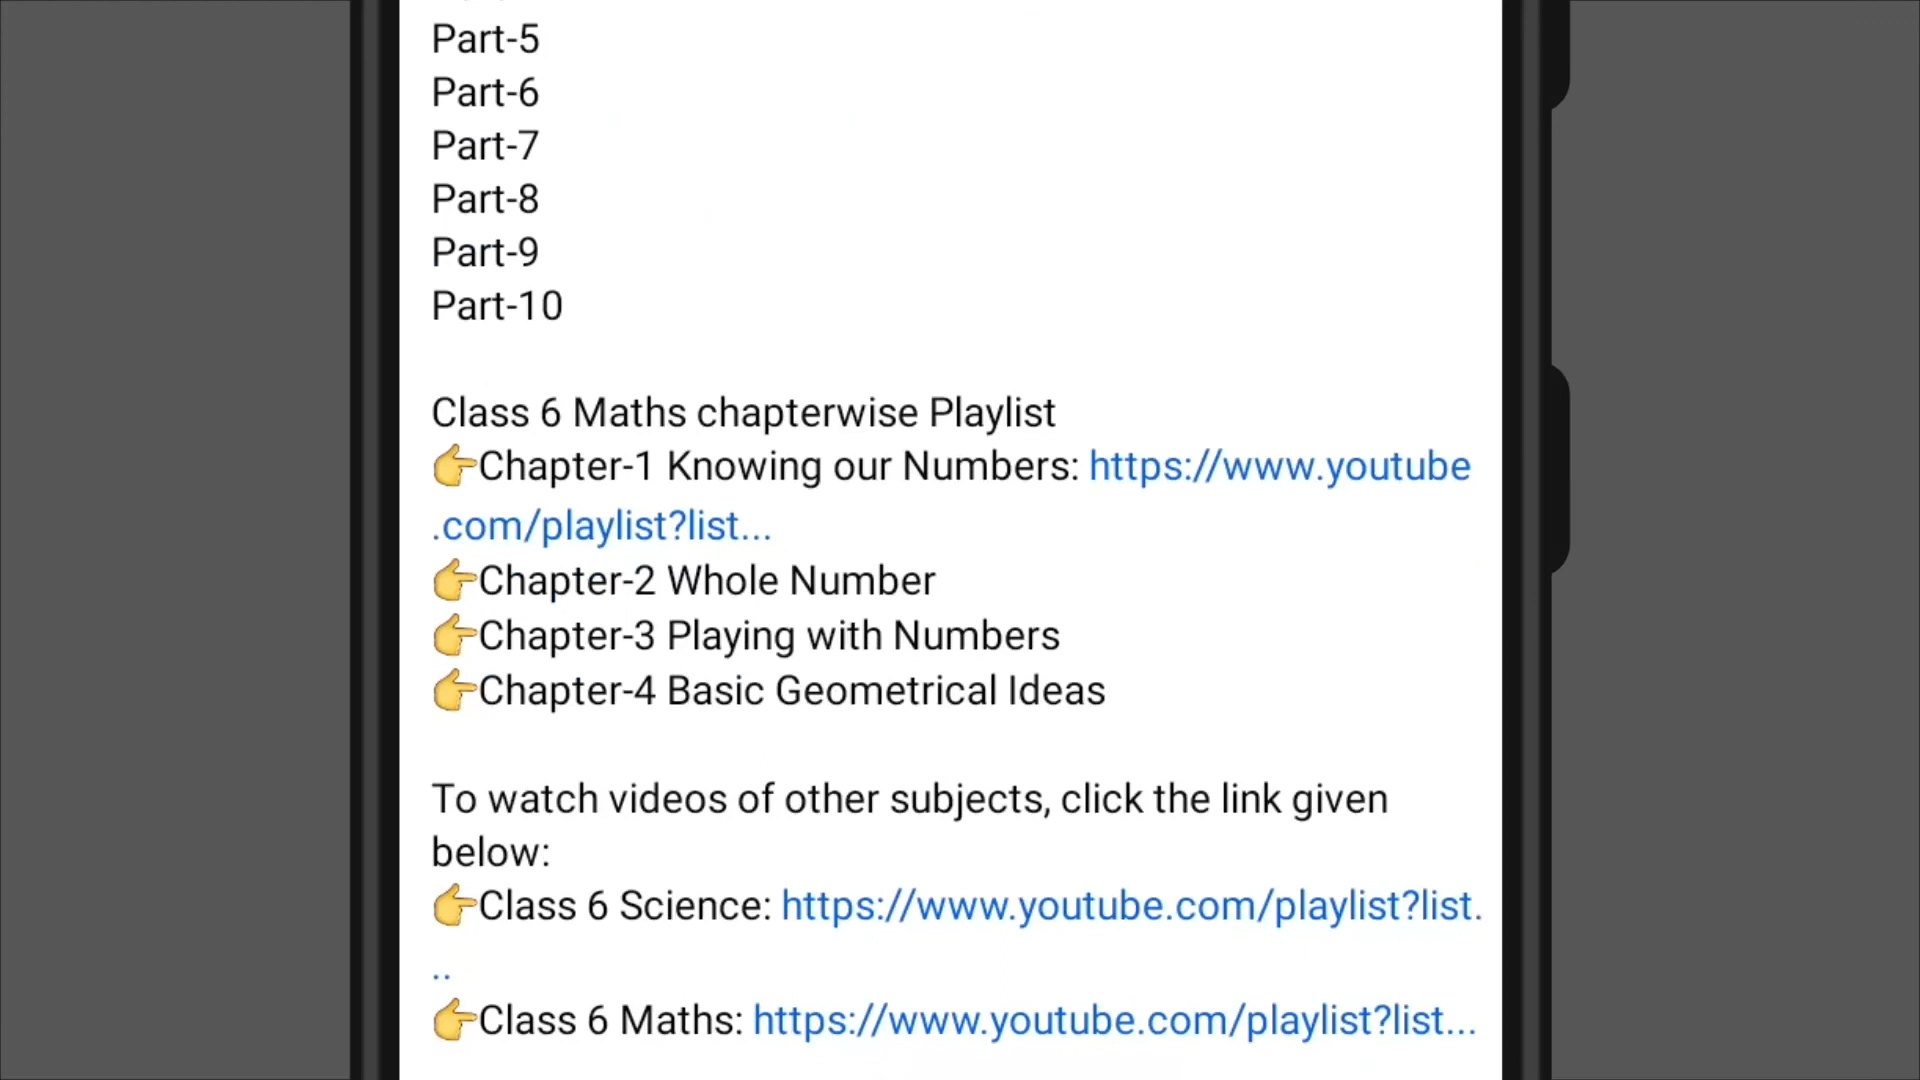 Part-5
Part-6
Part-7
Part-8
Part-9
Part-10
Class 6 Maths chapterwise Playlist
👉Chapter-1 Knowing our Numbers: https://www.youtube
.com/playlist?list...
👉Chapter-2 Whole Number
👉Chapter-3 Playing with Numbers
👉Chapter-4 Basic Geometrical Ideas
To watch videos of other subjects, click the link given
below:
👉Class 6 Science: https://www.youtube.com/playlist?list.
..
👉Class 6 Maths: https://www.youtube.com/playlist?list...